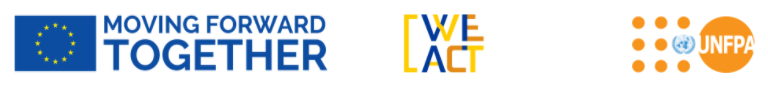 MOVING FORWARD
TOGETHER
WE
ACT
UNFPA